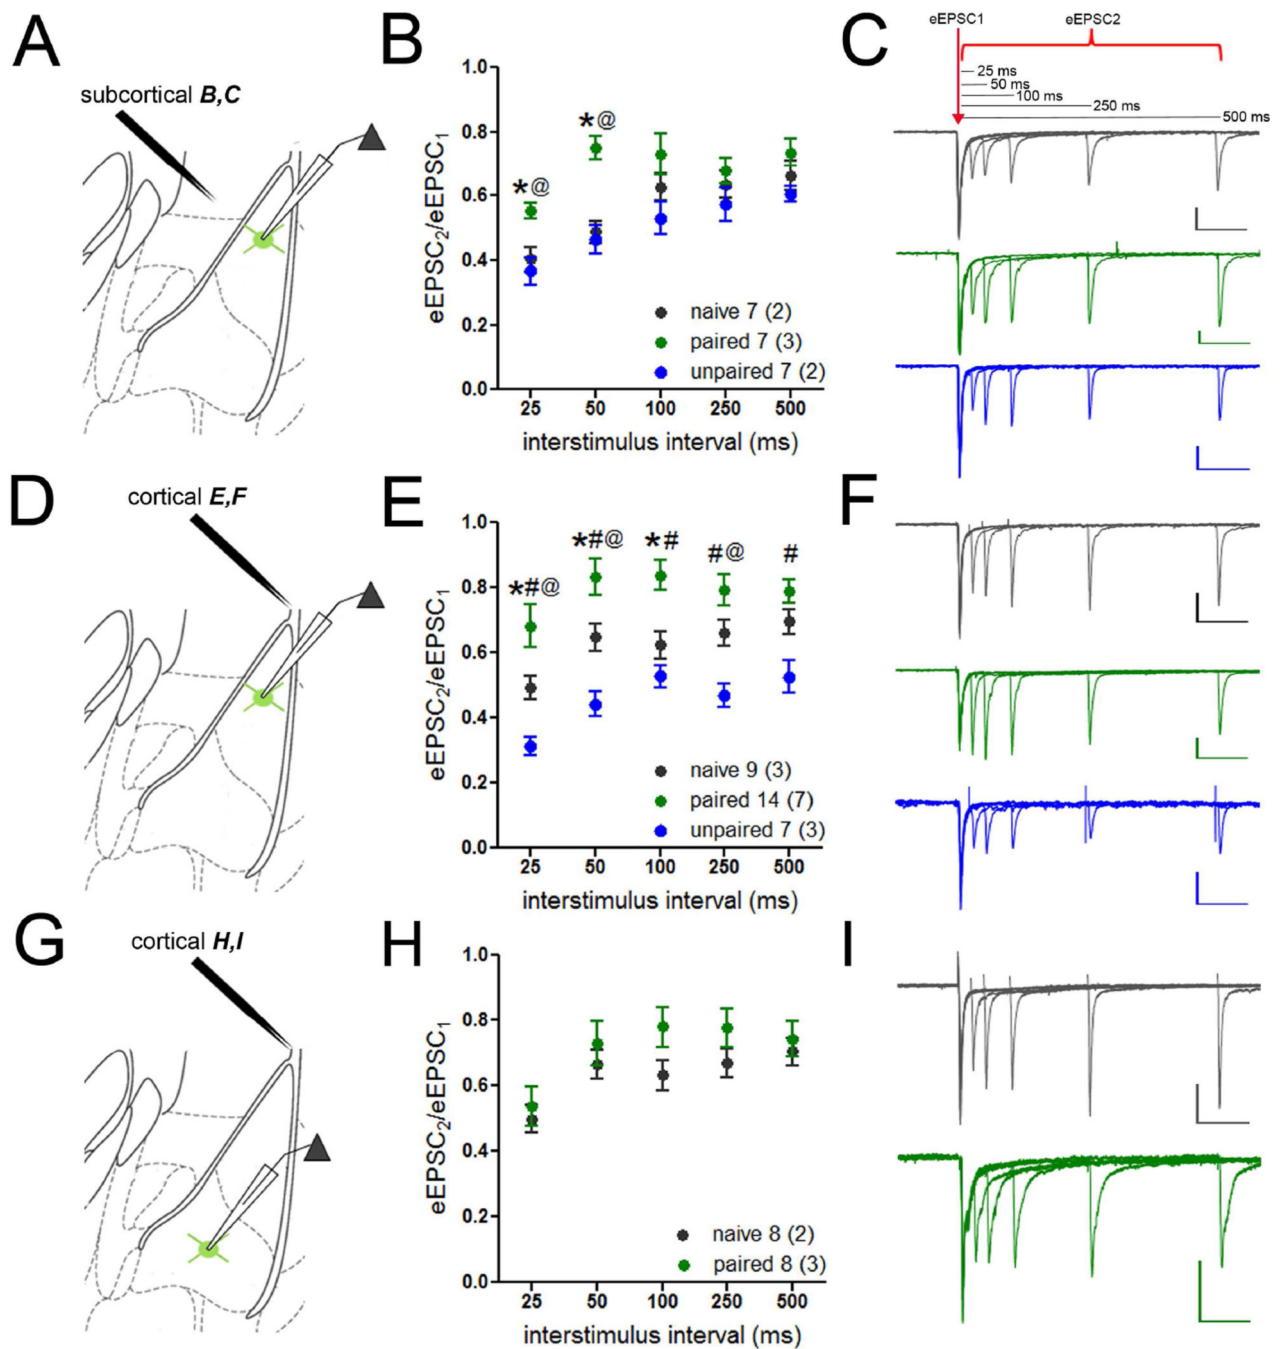 A
subcortical B,C
B
1.0
0.8
0.6
0.4
0.2
0.0
eEPSC2/eEPSC1
*@
*@
naive 7 (2)
paired 7 (3)
unpaired 7 (2)
25 50 100 250 500
interstimulus interval (ms)
C
eEPSC1
eEPSC2
25 ms
50 ms
100 ms
250 ms
500 ms
D
cortical E,F
E
1.0
0.8
0.6
0.4
0.2
0.0
eEPSC2/eEPSC1
*#@
*#@
*#
#@
#
naive 9 (3)
paired 14 (7)
unpaired 7 (3)
25 50 100 250 500
interstimulus interval (ms)
F
G
cortical H,I
H
1.0
0.8
0.6
0.4
0.2
0.0
eEPSC2/eEPSC1
naive 8 (2)
paired 8 (3)
25 50 100 250 500
interstimulus interval (ms)
I